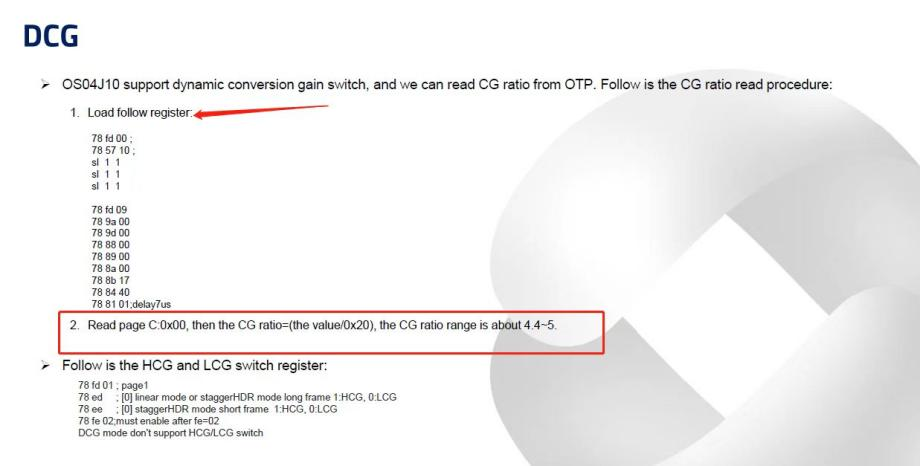 DCG
➢ OS04J10 support dynamic conversion gain switch, and we can read CG ratio from OTP. Follow is the CG ratio read procedure:
1. Load follow register:
78 fd 00 ;
78 57 10 ;
sl 1 1
sl 1 1
sl 1 1
78 fd 09
78 9a 00
78 9d 00
78 88 00
78 89 00
78 8a 00
78 8b 17
78 84 40
78 81 01;delay7us
2. Read page C:0x00, then the CG ratio=(the value/0x20), the CG ratio range is about 4.4~5.
➢ Follow is the HCG and LCG switch register:
78 fd 01 ; page1
78 ed ; [0] linear mode or staggerHDR mode long frame 1:HCG, 0:LCG
78 ee ; [0] staggerHDR mode short frame 1:HCG, 0:LCG
78 fe 02;must enable after fe=02
DCG mode don't support HCG/LCG switch